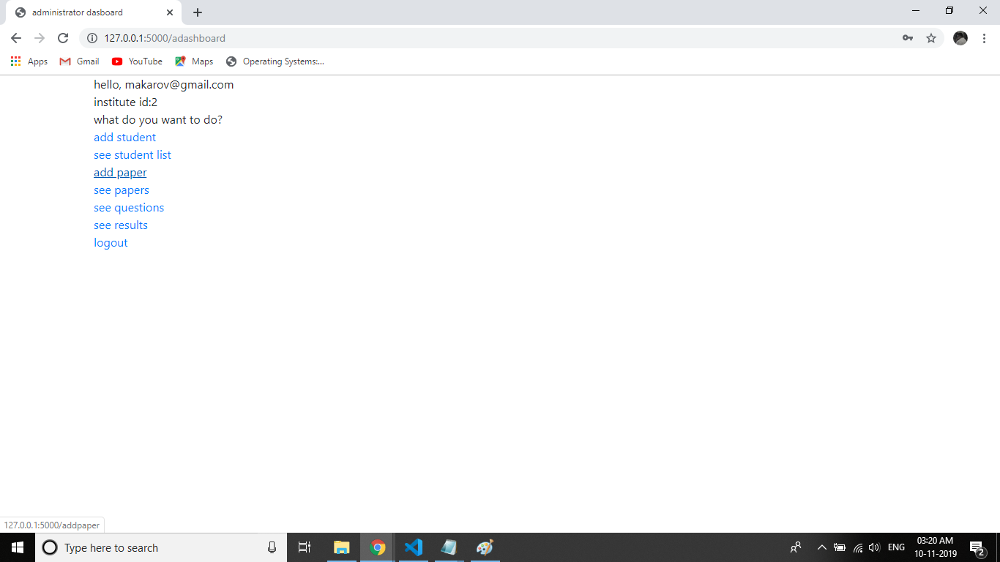 administrator dasboard
127.0.0.1:5000/adashboard
Apps Gmail YouTube Maps Operating Systems:...
hello, makarov@gmail.com
institute id:2
what do you want to do?
add student
see student list
add paper
see papers
see questions
see results
logout
127.0.0.1:5000/addpaper
Type here to search
ENG
03:20 AM
10-11-2019
2